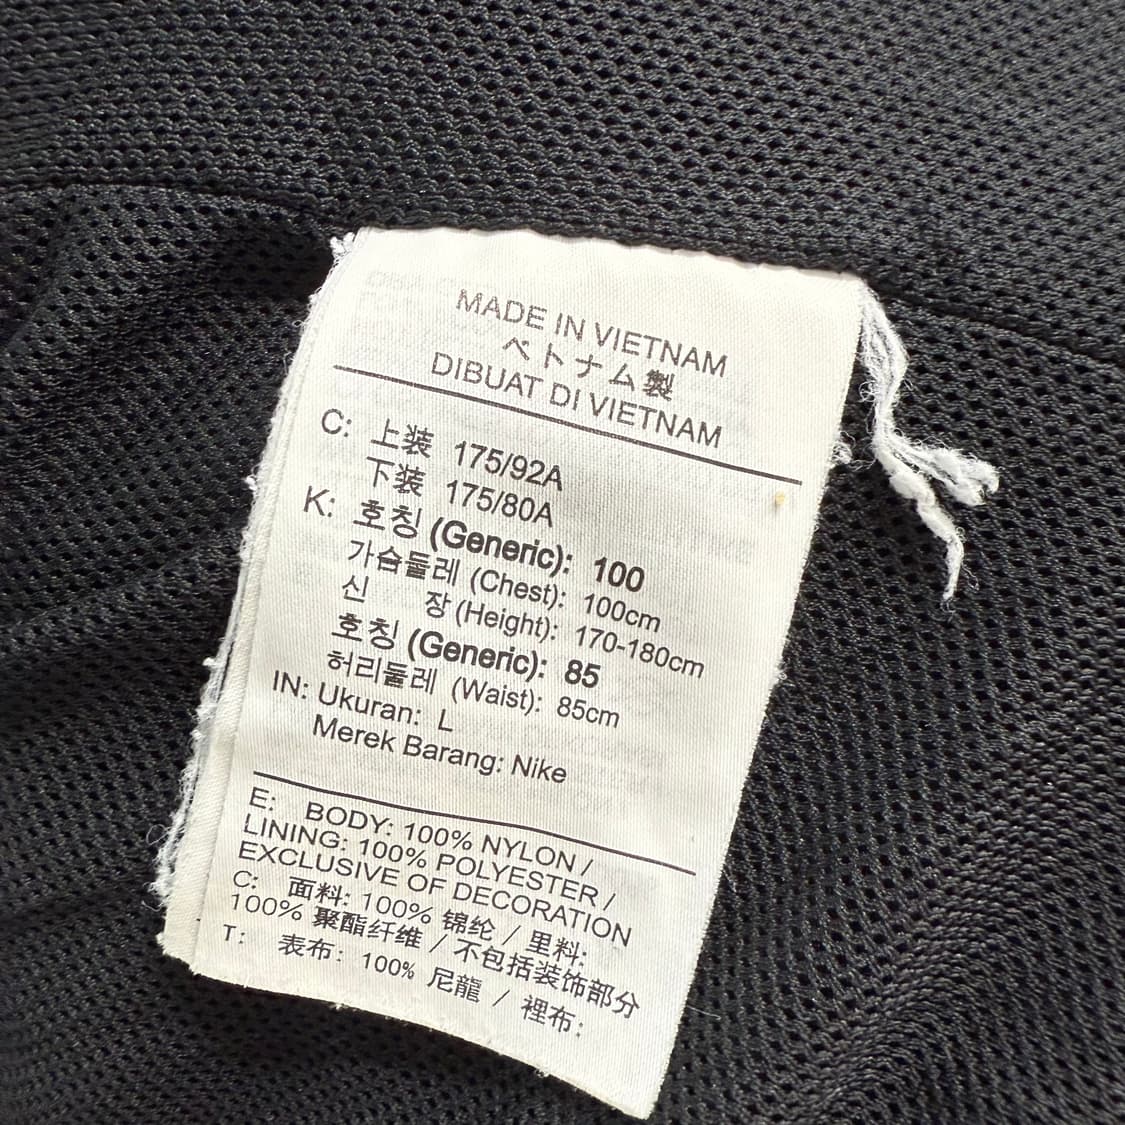 MADE IN VIETNAM
ベトナム製
DIBUAT DI VIETNAM
C: 上装 175/92A
下装 175/80A
K: 호칭 (Generic): 100
가슴둘레 (Chest): 100cm
신 장 (Height): 170-180cm
호칭 (Generic): 85
허리둘레 (Waist): 85cm
IN: Ukuran: L
Merek Barang: Nike
E: BODY: 100% NYLON /
LINING: 100% POLYESTER /
EXCLUSIVE OF DECORATION
C: 面料: 100% 锦纶 / 里料:
100% 聚酯纤维 / 不包括装饰部分
T: 表布: 100% 尼龍 / 裡布: